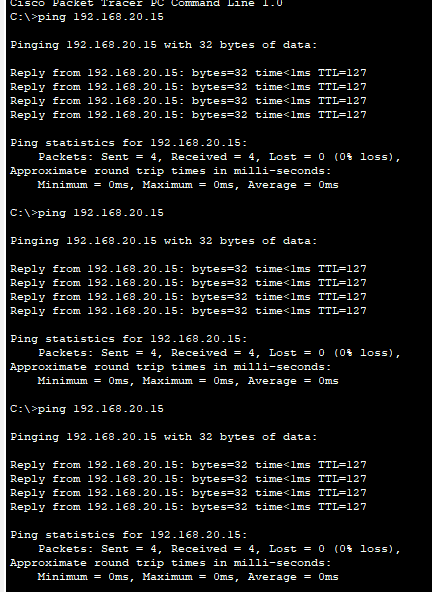 Cisco Packet Tracer PC Command Line 1.0
C:\>ping 192.168.20.15
Pinging 192.168.20.15 with 32 bytes of data:
Reply from 192.168.20.15: bytes=32 time<1ms TTL=127
Reply from 192.168.20.15: bytes=32 time<1ms TTL=127
Reply from 192.168.20.15: bytes=32 time<1ms TTL=127
Reply from 192.168.20.15: bytes=32 time<1ms TTL=127
Ping statistics for 192.168.20.15:
    Packets: Sent = 4, Received = 4, Lost = 0 (0% loss),
Approximate round trip times in milli-seconds:
    Minimum = 0ms, Maximum = 0ms, Average = 0ms
C:\>ping 192.168.20.15
Pinging 192.168.20.15 with 32 bytes of data:
Reply from 192.168.20.15: bytes=32 time<1ms TTL=127
Reply from 192.168.20.15: bytes=32 time<1ms TTL=127
Reply from 192.168.20.15: bytes=32 time<1ms TTL=127
Reply from 192.168.20.15: bytes=32 time<1ms TTL=127
Ping statistics for 192.168.20.15:
    Packets: Sent = 4, Received = 4, Lost = 0 (0% loss),
Approximate round trip times in milli-seconds:
    Minimum = 0ms, Maximum = 0ms, Average = 0ms
C:\>ping 192.168.20.15
Pinging 192.168.20.15 with 32 bytes of data:
Reply from 192.168.20.15: bytes=32 time<1ms TTL=127
Reply from 192.168.20.15: bytes=32 time<1ms TTL=127
Reply from 192.168.20.15: bytes=32 time<1ms TTL=127
Reply from 192.168.20.15: bytes=32 time<1ms TTL=127
Ping statistics for 192.168.20.15:
    Packets: Sent = 4, Received = 4, Lost = 0 (0% loss),
Approximate round trip times in milli-seconds:
    Minimum = 0ms, Maximum = 0ms, Average = 0ms